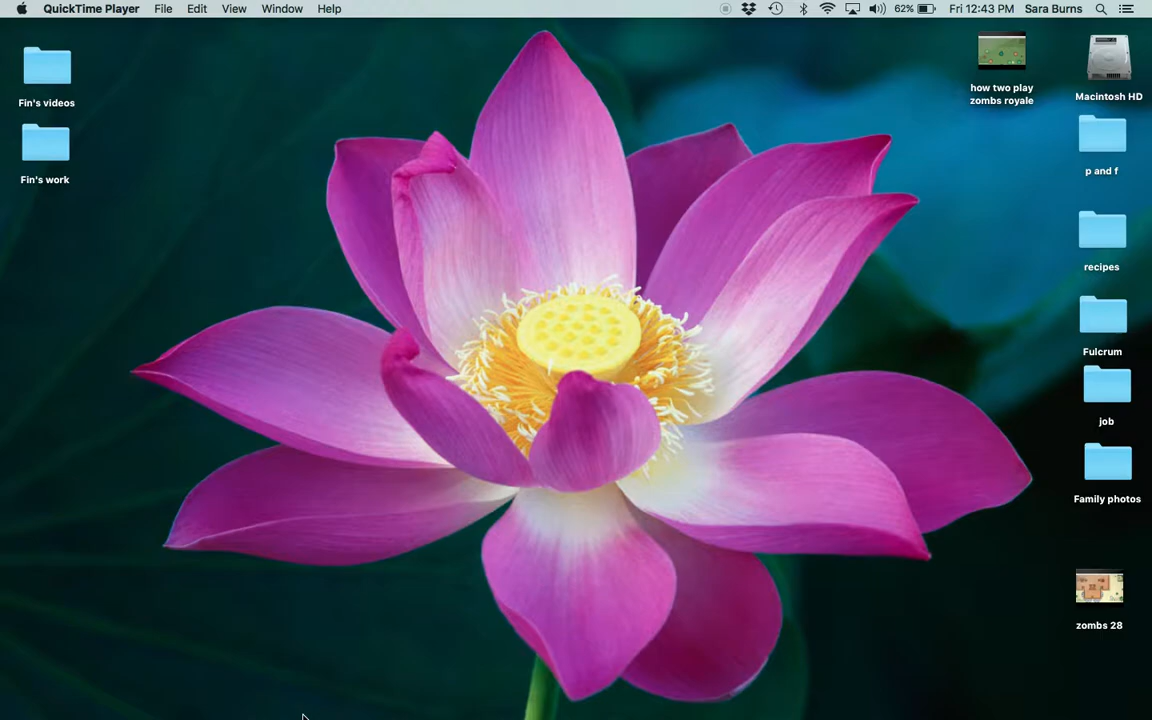 QuickTime Player File Edit View Window Help 62% Fri 12:43 PM Sara Burns
Fin's videos
Fin's work
how two play
zombs royale
Macintosh HD
p and f
recipes
Fulcrum
job
Family photos
zombs 28